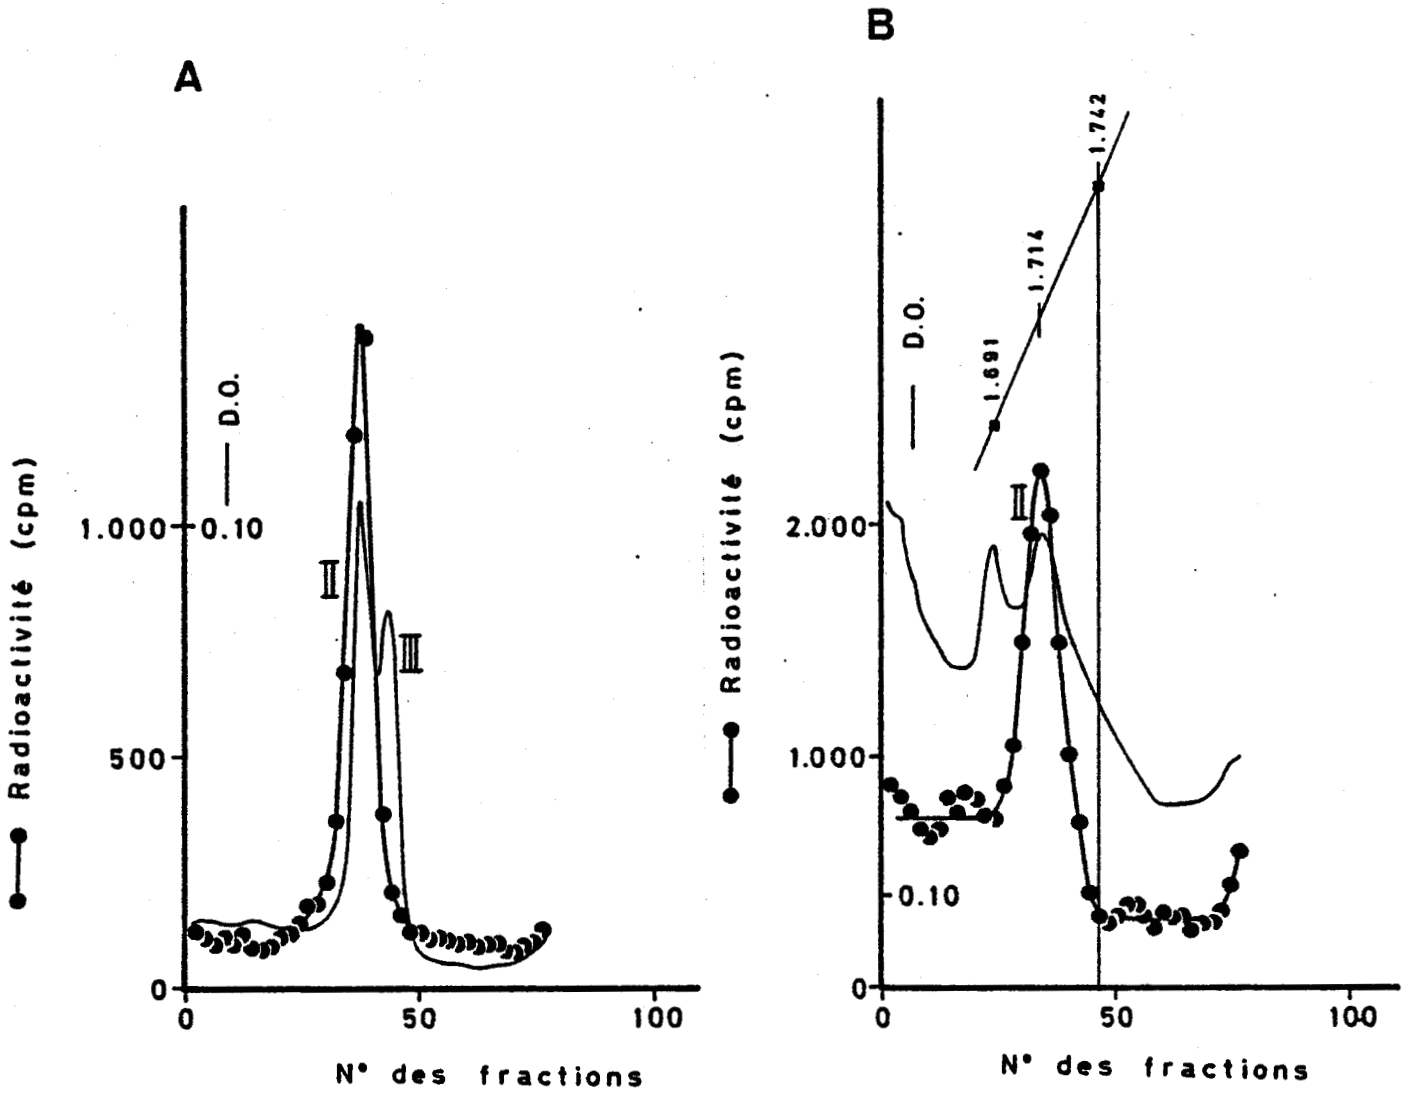 A
Radioactivité (cpm)
D.O.
1.000
0.10
500
0
II
III
0
50
100
N° des fractions
B
Radioactivité (cpm)
D.O.
1.691
1.714
1.742
II
2.000
1.000
0.10
0
0
50
100
N° des fractions